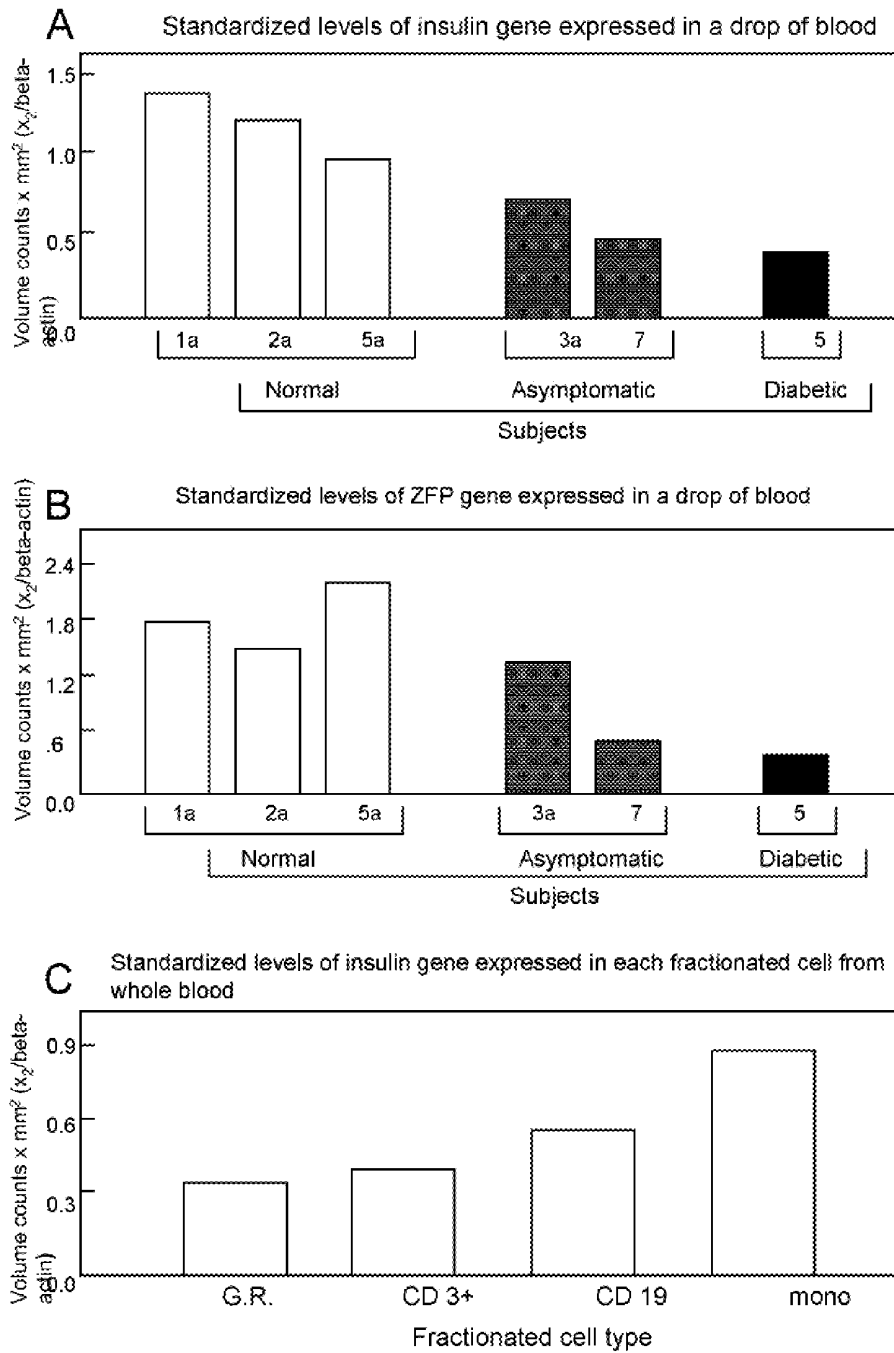 A
Standardized levels of insulin gene expressed in a drop of blood
Volume counts x mm² (x₂/beta-
actin)
1.5
1.0
0.5
0.0
1a 2a 5a 3a 7 5
Normal Asymptomatic Diabetic
Subjects
B
Standardized levels of ZFP gene expressed in a drop of blood
Volume counts x mm² (x₂/beta-actin)
2.4
1.8
1.2
.6
0.0
1a 2a 5a 3a 7 5
Normal Asymptomatic Diabetic
Subjects
C
Standardized levels of insulin gene expressed in each fractionated cell from
whole blood
Volume counts x mm² (x₂/beta-
actin)
0.9
0.6
0.3
0.0
G.R. CD 3+ CD 19 mono
Fractionated cell type